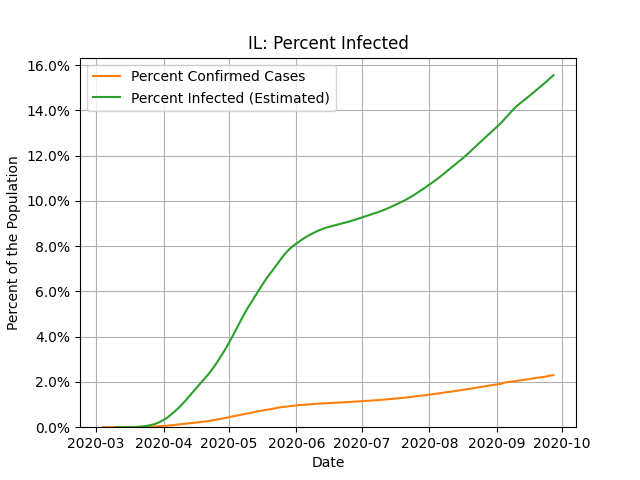 IL: Percent Infected
Percent Confirmed Cases
Percent Infected (Estimated)
Percent of the Population
16.0%
14.0%
12.0%
10.0%
8.0%
6.0%
4.0%
2.0%
0.0%
2020-03 2020-04 2020-05 2020-06 2020-07 2020-08 2020-09 2020-10
Date